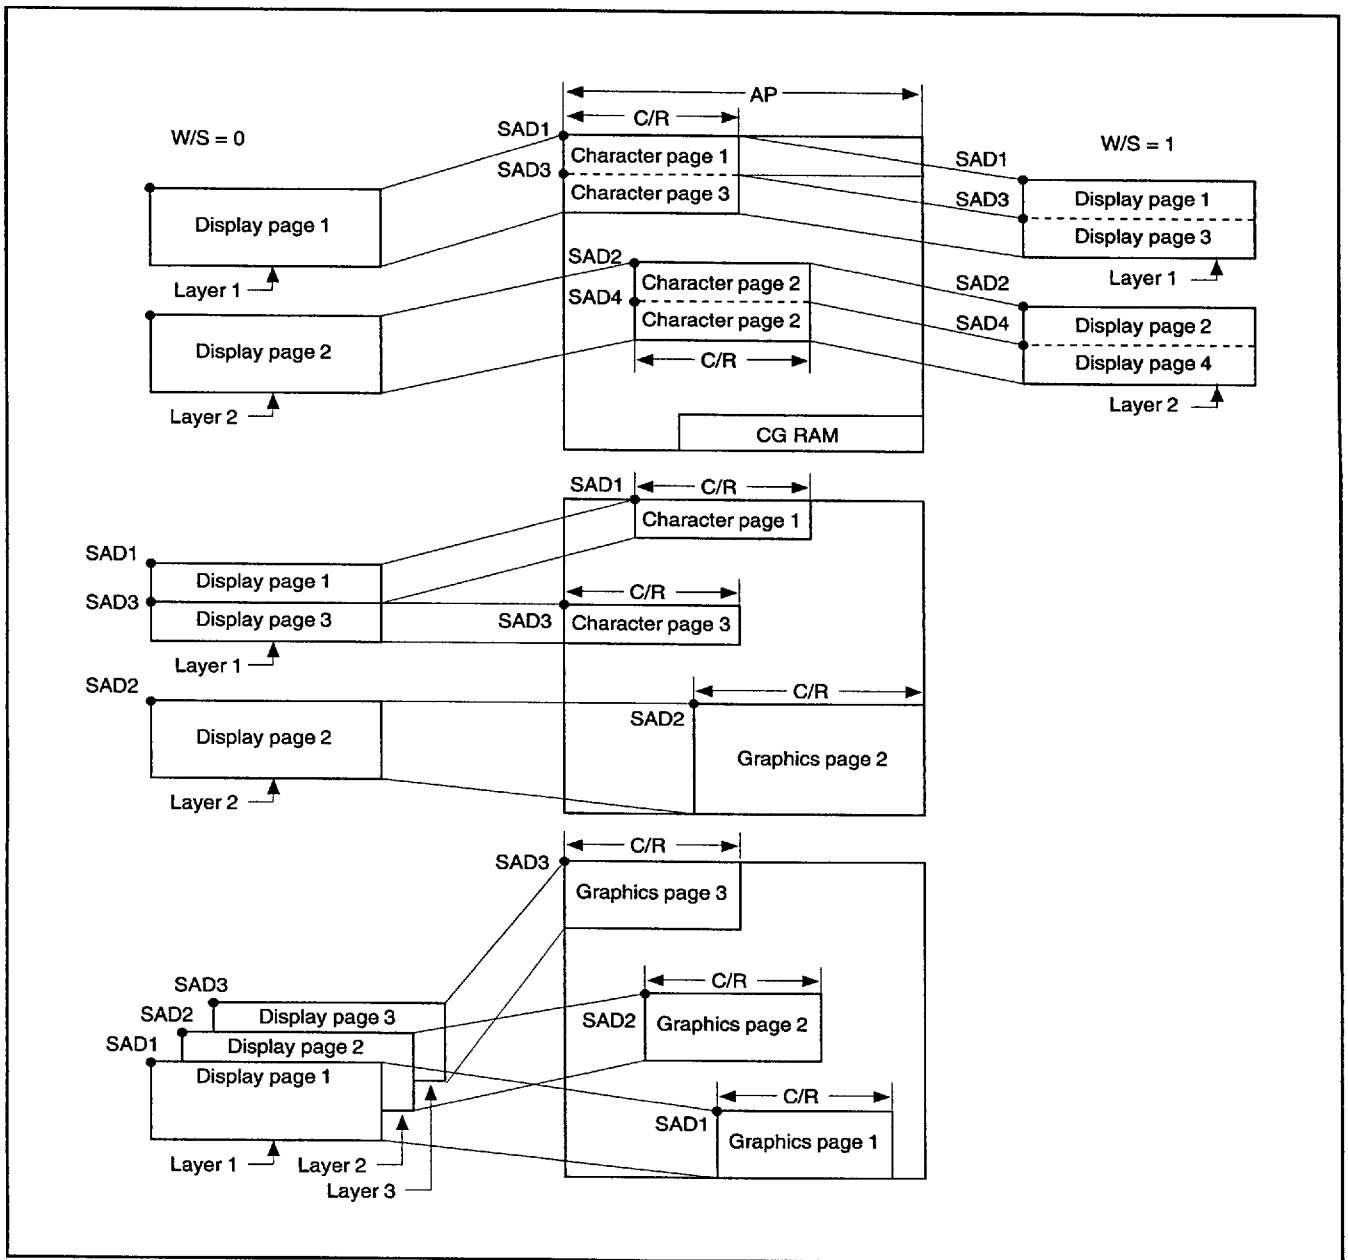 AP
C/R
W/S = 0
SAD1
W/S = 1
Character page 1
SAD1
SAD3
Character page 3
SAD3
Display page 1
Display page 1
Display page 3
SAD2
Layer 1
Layer 1
Character page 2
SAD2
SAD4
Character page 2
SAD4
Display page 2
Display page 2
C/R
Display page 4
Layer 2
Layer 2
CG RAM
SAD1
C/R
Character page 1
SAD1
Display page 1
C/R
SAD3
Display page 3
SAD3
Character page 3
Layer 1
SAD2
C/R
SAD2
Display page 2
Graphics page 2
Layer 2
C/R
SAD3
Graphics page 3
C/R
SAD3
Display page 3
SAD2
SAD2
Graphics page 2
Display page 2
SAD1
Display page 1
C/R
SAD1
Graphics page 1
Layer 1
Layer 2
Layer 3